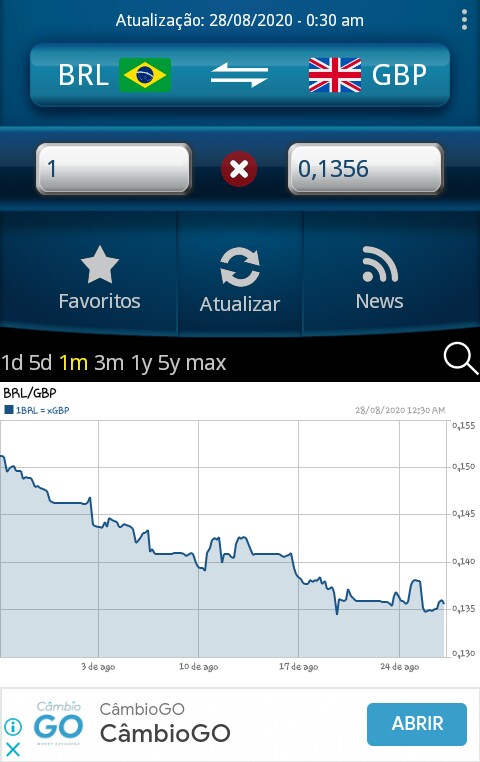 Atualização: 28/08/2020 - 0:30 am
BRL GBP
1 0,1356
Favoritos Atualizar News
1d 5d 1m 3m 1y 5y max
BRL/GBP
1BRL = xGBP 28/08/2020 12:30 AM
0,155
0,150
0,145
0,140
0,135
0,130
3 de ago 10 de ago 17 de ago 24 de ago
Câmbio
GO
MONEY EXCHANGE
CâmbioGO
CâmbioGO
ABRIR